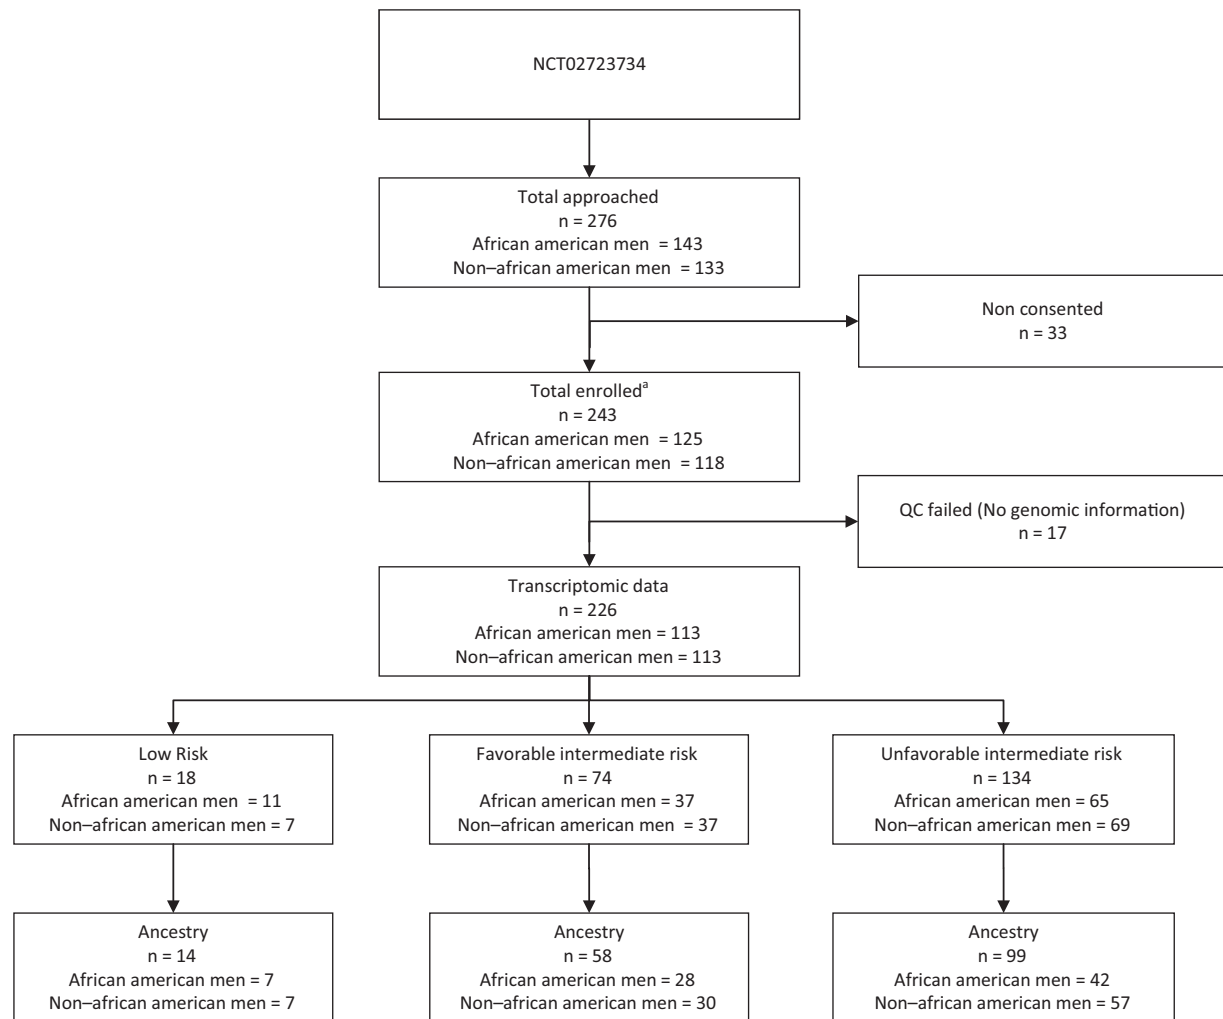 NCT02723734
Total approached
n = 276
African american men  = 143
Non–african american men = 133
Non consented
n = 33
Total enrolledᵃ
n = 243
African american men  = 125
Non–african american men = 118
QC failed (No genomic information)
n = 17
Transcriptomic data
n = 226
African american men = 113
Non–african american men = 113
Low Risk
n = 18
African american men  = 11
Non–african american men = 7
Favorable intermediate risk
n = 74
African american men = 37
Non–african american men = 37
Unfavorable intermediate risk
n = 134
African american men = 65
Non–african american men = 69
Ancestry
n = 14
African american men = 7
Non–african american men = 7
Ancestry
n = 58
African american men = 28
Non–african american men = 30
Ancestry
n = 99
African american men = 42
Non–african american men = 57